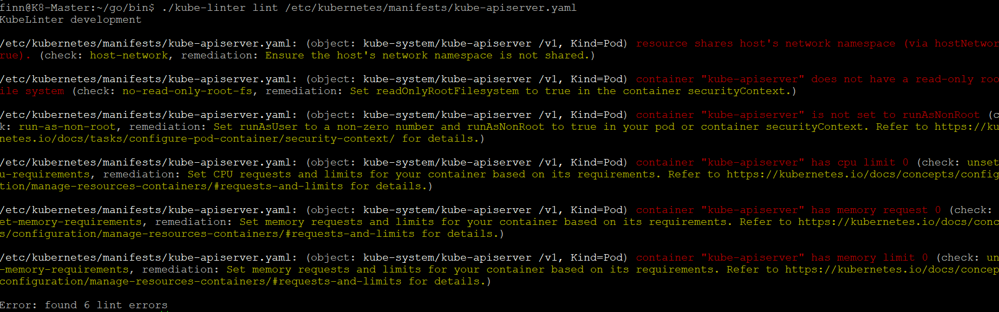 finn@K8-Master:~/go/bin$ ./kube-linter lint /etc/kubernetes/manifests/kube-apiserver.yaml
KubeLinter development
/etc/kubernetes/manifests/kube-apiserver.yaml: (object: kube-system/kube-apiserver /v1, Kind=Pod) resource shares host's network namespace (via hostNetwor
rue). (check: host-network, remediation: Ensure the host's network namespace is not shared.)
/etc/kubernetes/manifests/kube-apiserver.yaml: (object: kube-system/kube-apiserver /v1, Kind=Pod) container "kube-apiserver" does not have a read-only roo
ile system (check: no-read-only-root-fs, remediation: Set readOnlyRootFilesystem to true in the container securityContext.)
/etc/kubernetes/manifests/kube-apiserver.yaml: (object: kube-system/kube-apiserver /v1, Kind=Pod) container "kube-apiserver" is not set to runAsNonRoot (c
k: run-as-non-root, remediation: Set runAsUser to a non-zero number and runAsNonRoot to true in your pod or container securityContext. Refer to https://ku
netes.io/docs/tasks/configure-pod-container/security-context/ for details.)
/etc/kubernetes/manifests/kube-apiserver.yaml: (object: kube-system/kube-apiserver /v1, Kind=Pod) container "kube-apiserver" has cpu limit 0 (check: unset
u-requirements, remediation: Set CPU requests and limits for your container based on its requirements. Refer to https://kubernetes.io/docs/concepts/config
tion/manage-resources-containers/#requests-and-limits for details.)
/etc/kubernetes/manifests/kube-apiserver.yaml: (object: kube-system/kube-apiserver /v1, Kind=Pod) container "kube-apiserver" has memory request 0 (check:
et-memory-requirements, remediation: Set memory requests and limits for your container based on its requirements. Refer to https://kubernetes.io/docs/conc
s/configuration/manage-resources-containers/#requests-and-limits for details.)
/etc/kubernetes/manifests/kube-apiserver.yaml: (object: kube-system/kube-apiserver /v1, Kind=Pod) container "kube-apiserver" has memory limit 0 (check: un
-memory-requirements, remediation: Set memory requests and limits for your container based on its requirements. Refer to https://kubernetes.io/docs/concep
configuration/manage-resources-containers/#requests-and-limits for details.)
Error: found 6 lint errors